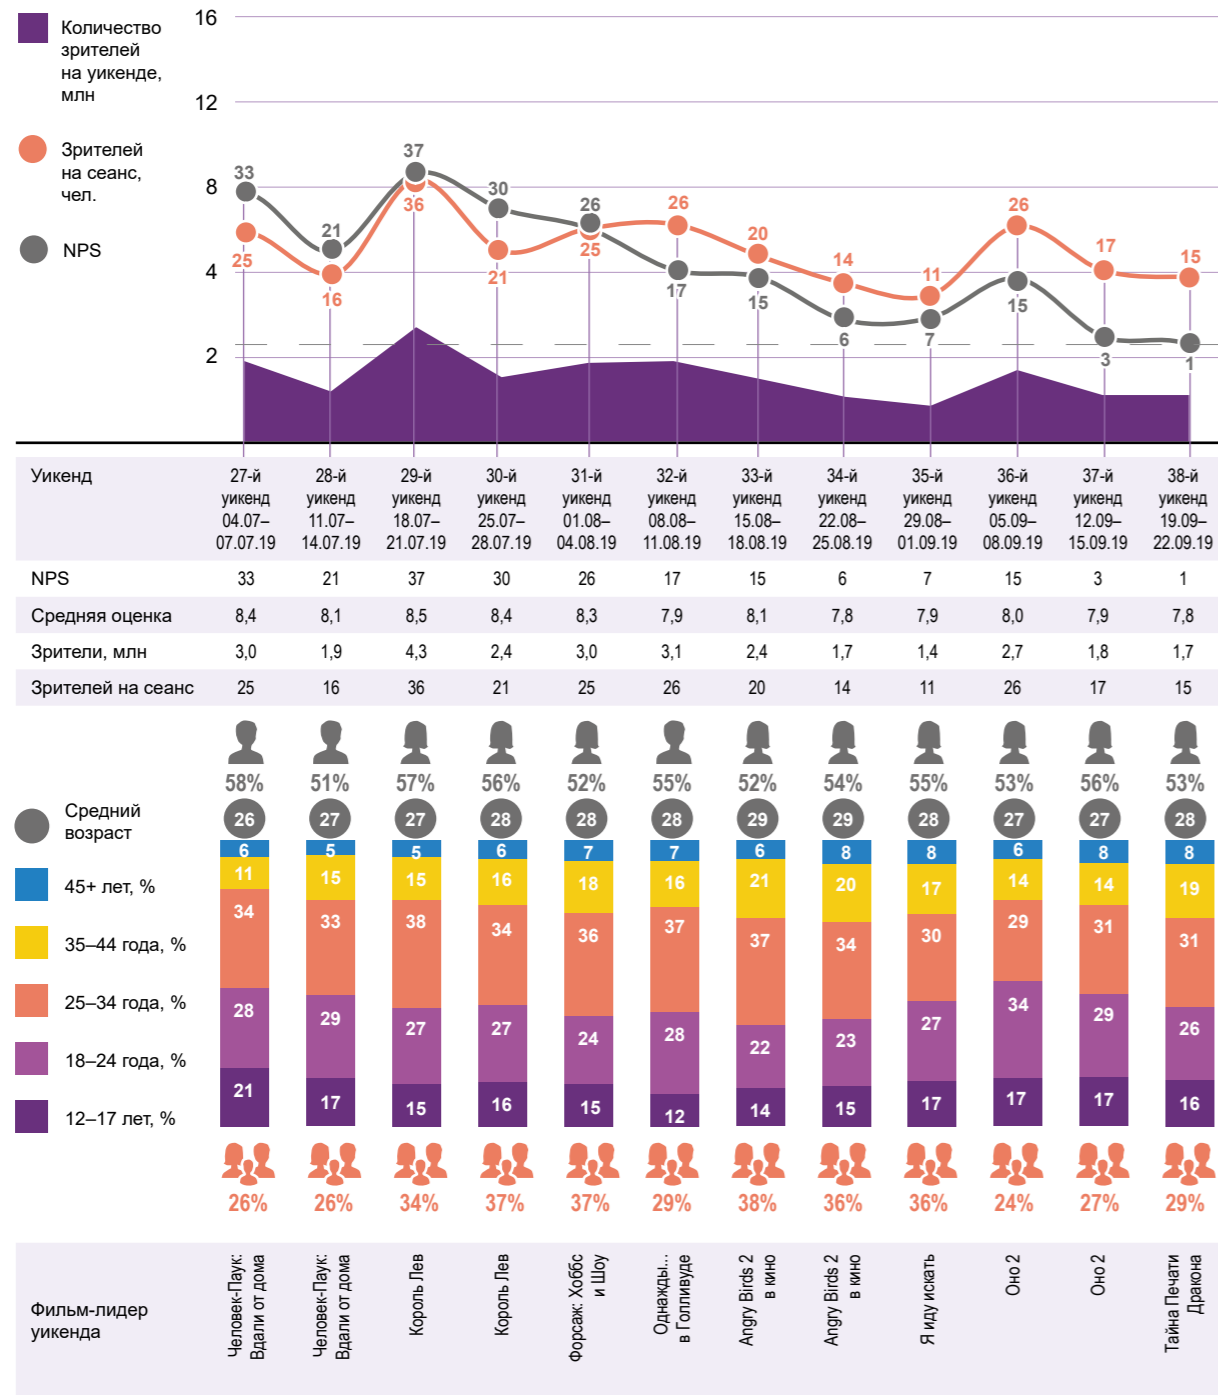 Количество
зрителей
на уикенде,
млн
Зрителей
на сеанс,
чел.
NPS
16
12
8
4
2
33 21 37 30 26 26 20 14 11 26 17 15
25 16 36 21 25 17 15 6 7 15 3 1
Уикенд
27-й
уикенд
04.07–
07.07.19
28-й
уикенд
11.07–
14.07.19
29-й
уикенд
18.07–
21.07.19
30-й
уикенд
25.07–
28.07.19
31-й
уикенд
01.08–
04.08.19
32-й
уикенд
08.08–
11.08.19
33-й
уикенд
15.08–
18.08.19
34-й
уикенд
22.08–
25.08.19
35-й
уикенд
29.08–
01.09.19
36-й
уикенд
05.09–
08.09.19
37-й
уикенд
12.09–
15.09.19
38-й
уикенд
19.09–
22.09.19
NPS 33 21 37 30 26 17 15 6 7 15 3 1
Средняя оценка 8,4 8,1 8,5 8,4 8,3 7,9 8,1 7,8 7,9 8,0 7,9 7,8
Зрители, млн 3,0 1,9 4,3 2,4 3,0 3,1 2,4 1,7 1,4 2,7 1,8 1,7
Зрителей на сеанс 25 16 36 21 25 26 20 14 11 26 17 15
58% 51% 57% 56% 52% 55% 52% 54% 55% 53% 56% 53%
Средний
возраст
26 27 27 28 28 28 29 29 28 27 27 28
45+ лет, %
6 5 5 6 7 7 6 8 8 6 8 8
35–44 года, %
11 15 15 16 18 16 21 20 17 14 14 19
25–34 года, %
34 33 38 34 36 37 37 34 30 29 31 31
18–24 года, %
28 29 27 27 24 28 22 23 27 34 29 26
12–17 лет, %
21 17 15 16 15 12 14 15 17 17 17 16
26% 26% 34% 37% 37% 29% 38% 36% 36% 24% 27% 29%
Фильм-лидер
уикенда
Человек-Паук:
Вдали от дома
Человек-Паук:
Вдали от дома
Король Лев
Король Лев
Форсаж: Хоббс
и Шоу
Однажды...
в Голливуде
Angry Birds 2
в кино
Angry Birds 2
в кино
Я иду искать
Оно 2
Оно 2
Тайна Печати
Дракона